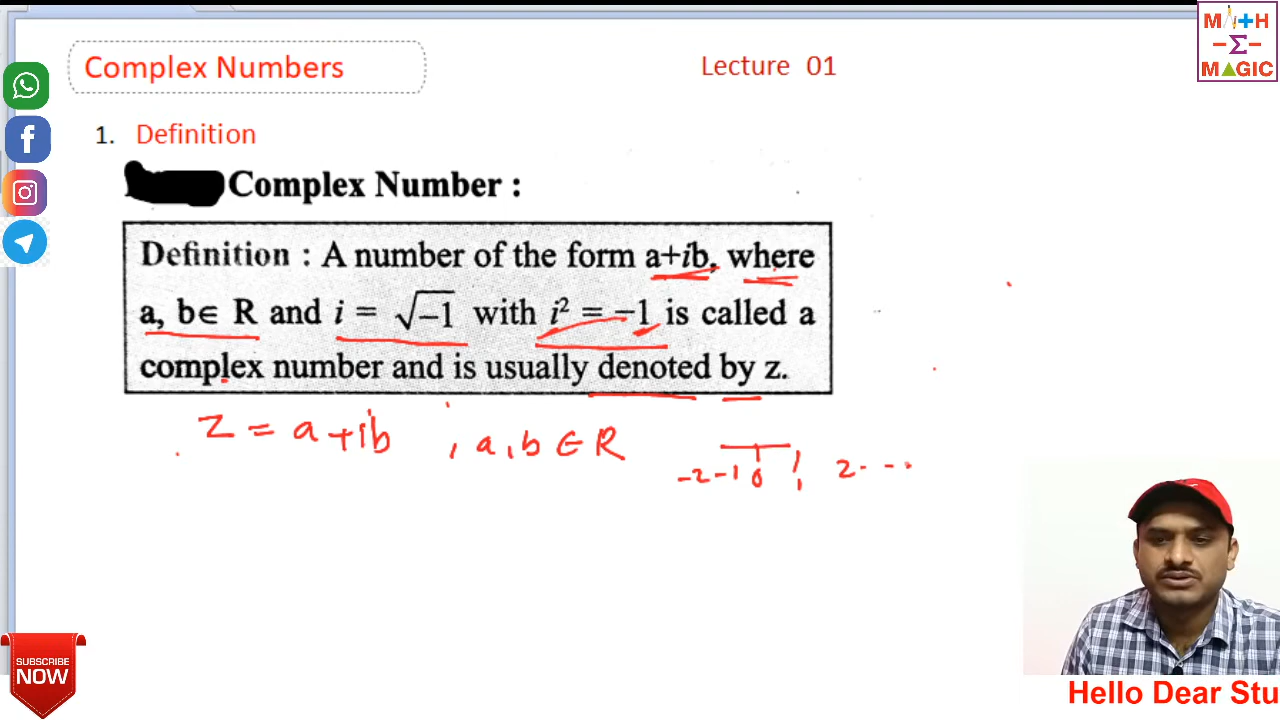 MATH
-Σ-
MAGIC
Complex Numbers
Lecture 01
1. Definition
Complex Number :
Definition : A number of the form a+ib, where
a, b∈ R and i = √-1 with i² = -1 is called a
complex number and is usually denoted by z.
z = a+ib , a,b ∈ R
-2 -1 0 1 2 - - -
SUBSCRIBE
NOW
Hello Dear Stu